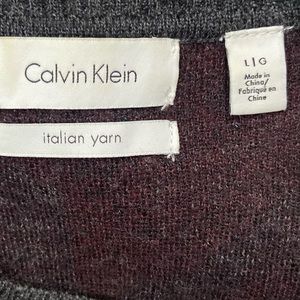 Calvin Klein
italian yarn
L | G
Made in
China/
Fabriqué en
Chine